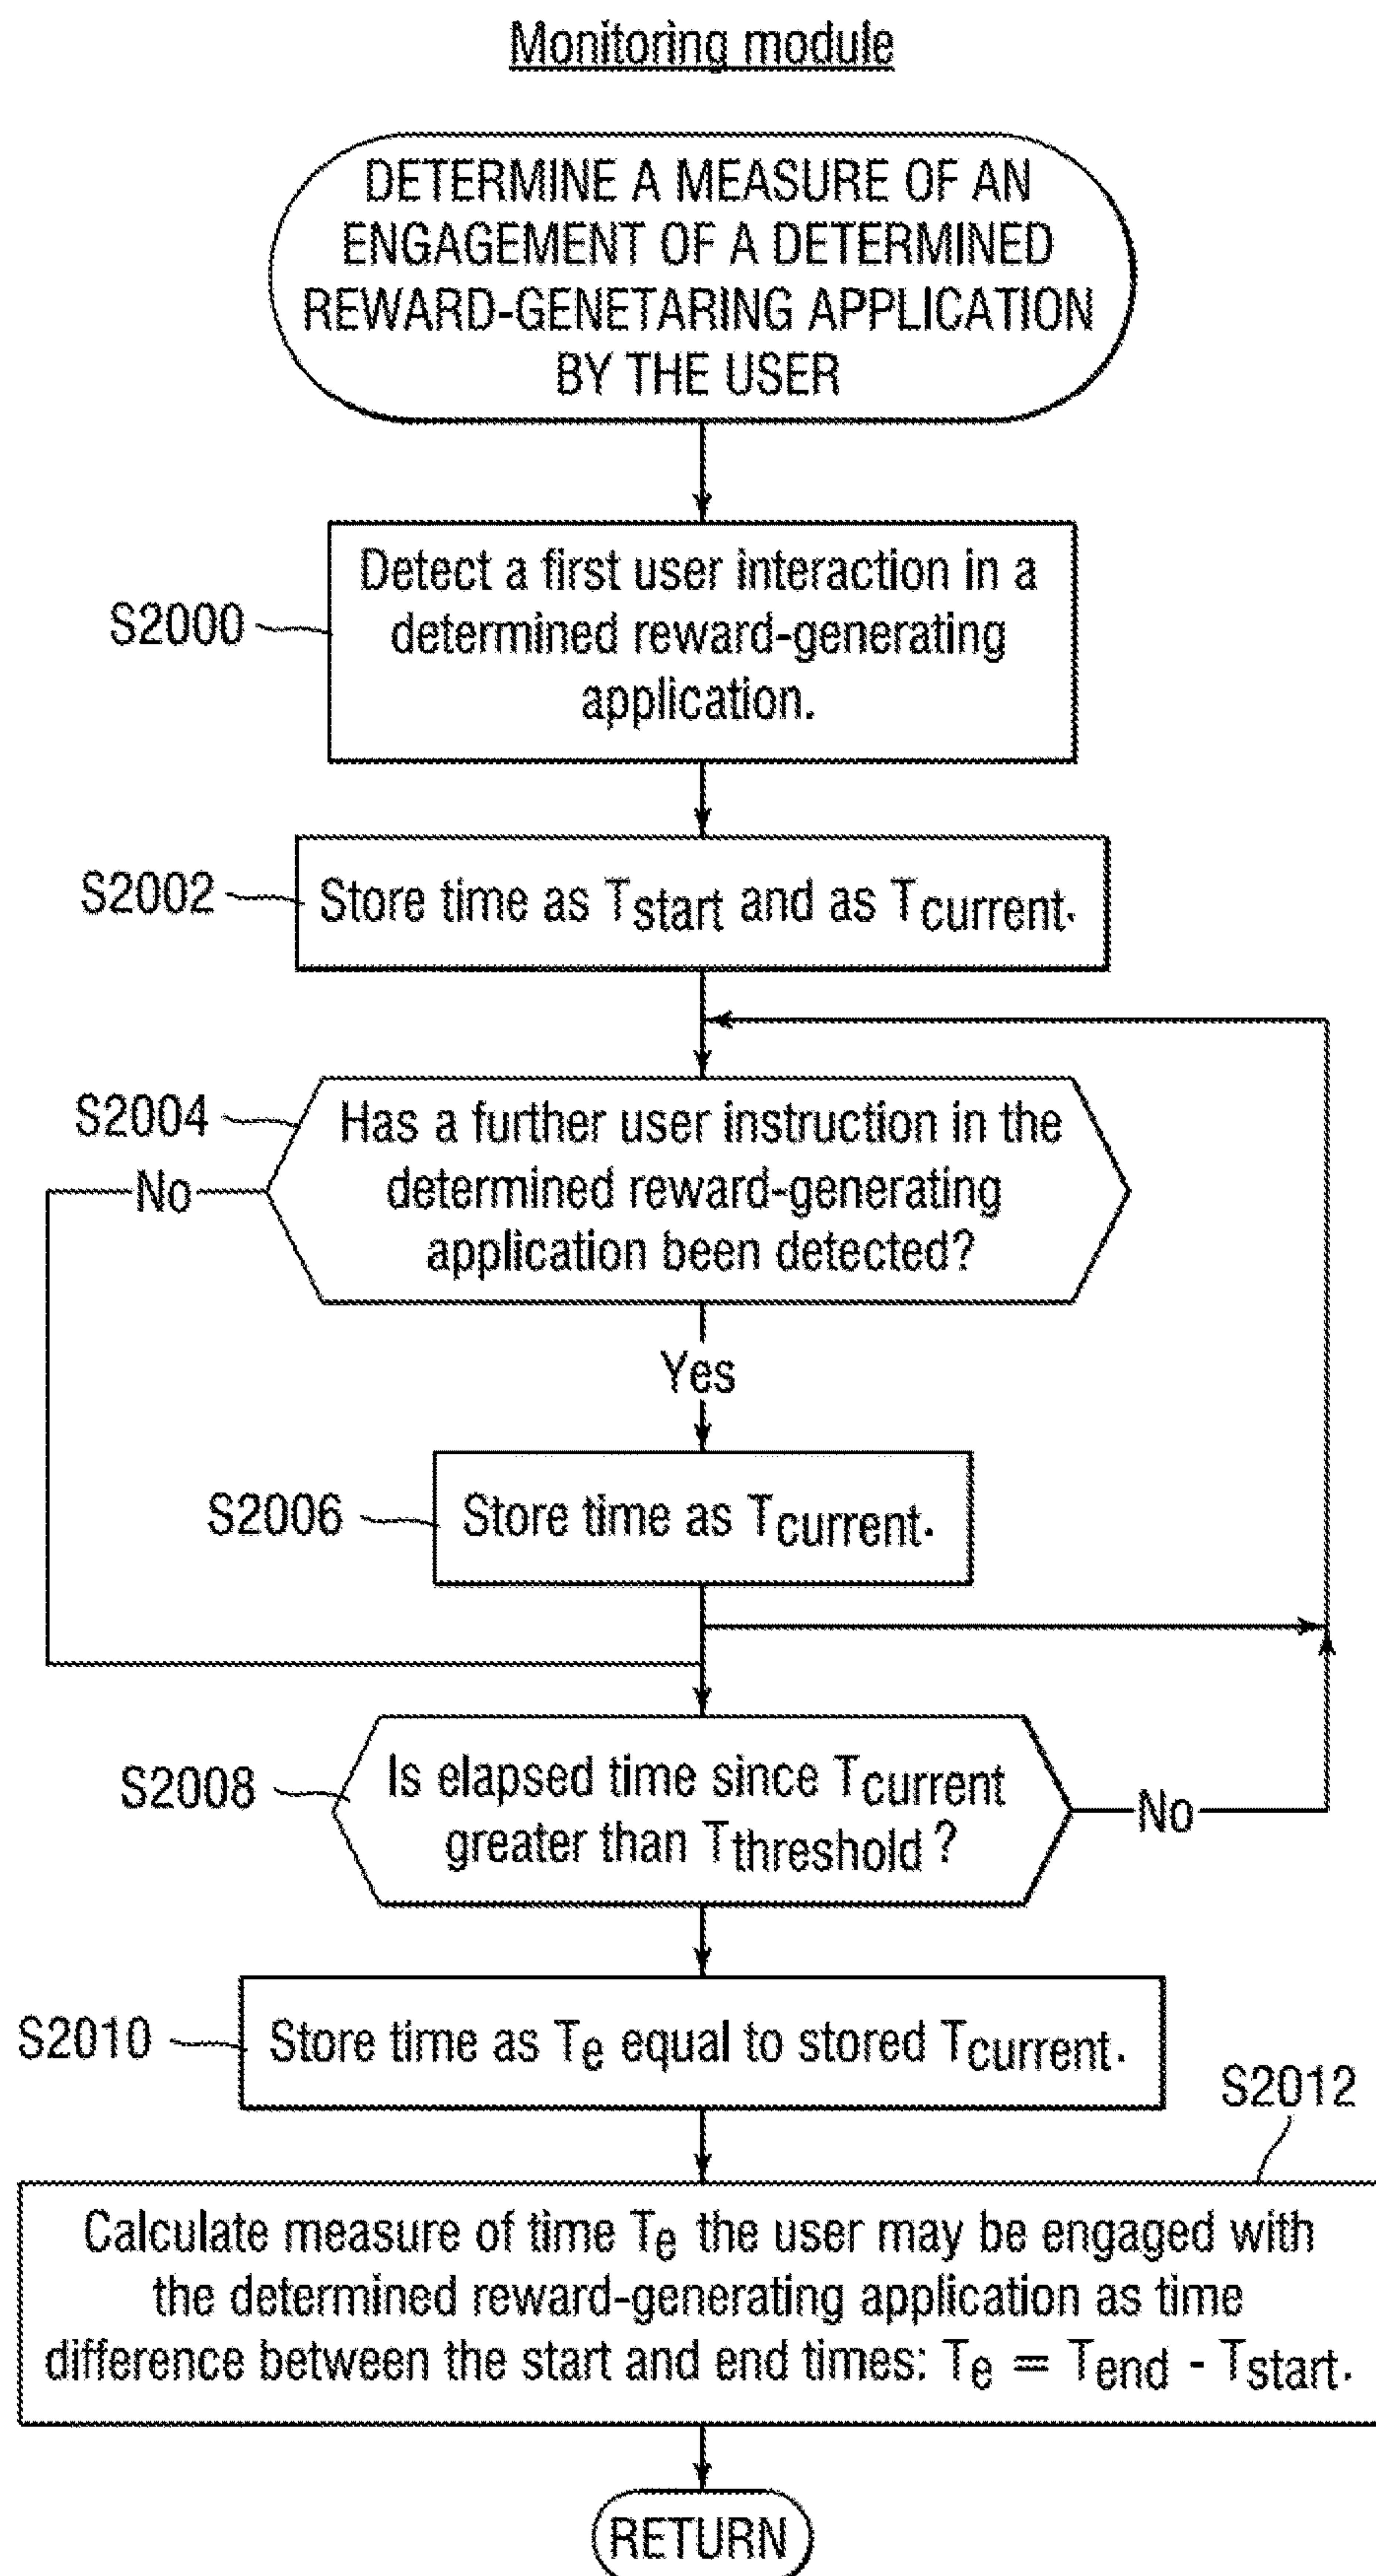 Monitoring module
DETERMINE A MEASURE OF AN
ENGAGEMENT OF A DETERMINED
REWARD-GENETARING APPLICATION
BY THE USER
S2000
Detect a first user interaction in a
determined reward-generating
application.
S2002
Store time as Tstart and as Tcurrent.
S2004
Has a further user instruction in the
determined reward-generating
application been detected?
No
Yes
S2006
Store time as Tcurrent.
S2008
Is elapsed time since Tcurrent
greater than Tthreshold?
No
S2010
Store time as Te equal to stored Tcurrent.
S2012
Calculate measure of time Te the user may be engaged with
the determined reward-generating application as time
difference between the start and end times: Te = Tend - Tstart.
RETURN